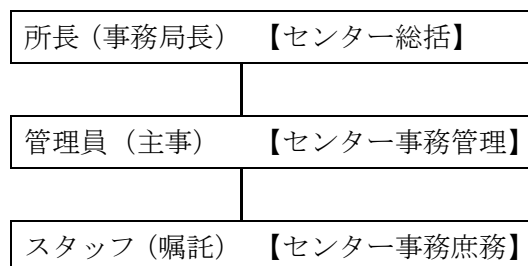 所長（事務局長）　【センター総括】
管理員（主事）　【センター事務管理】
スタッフ（嘱託）　【センター事務庶務】